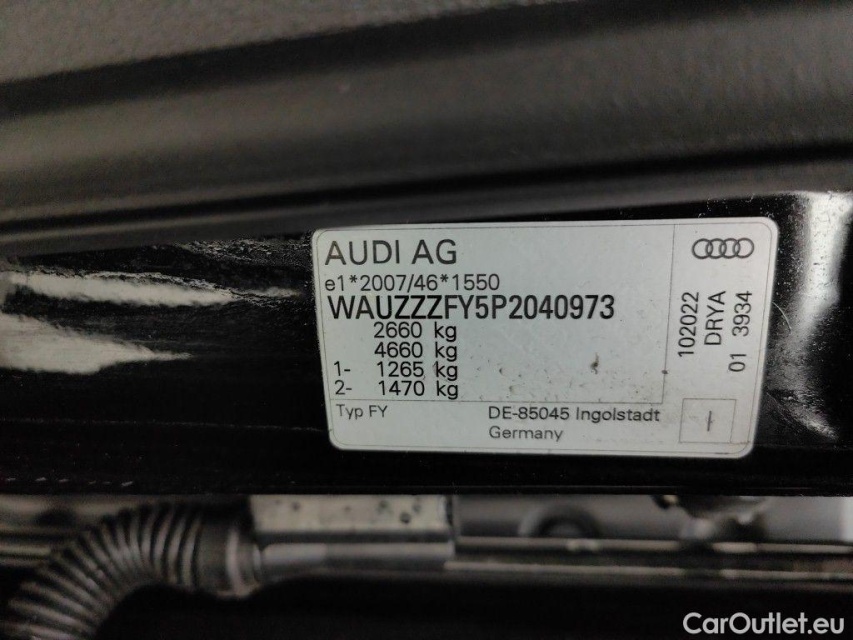 AUDI AG
e1*2007/46*1550
WAUZZZFY5P2040973
2660 kg
4660 kg
1- 1265 kg
2- 1470 kg
Typ FY
DE-85045 Ingolstadt
Germany
102022
DRYA
01 3934
I
CarOutlet.eu